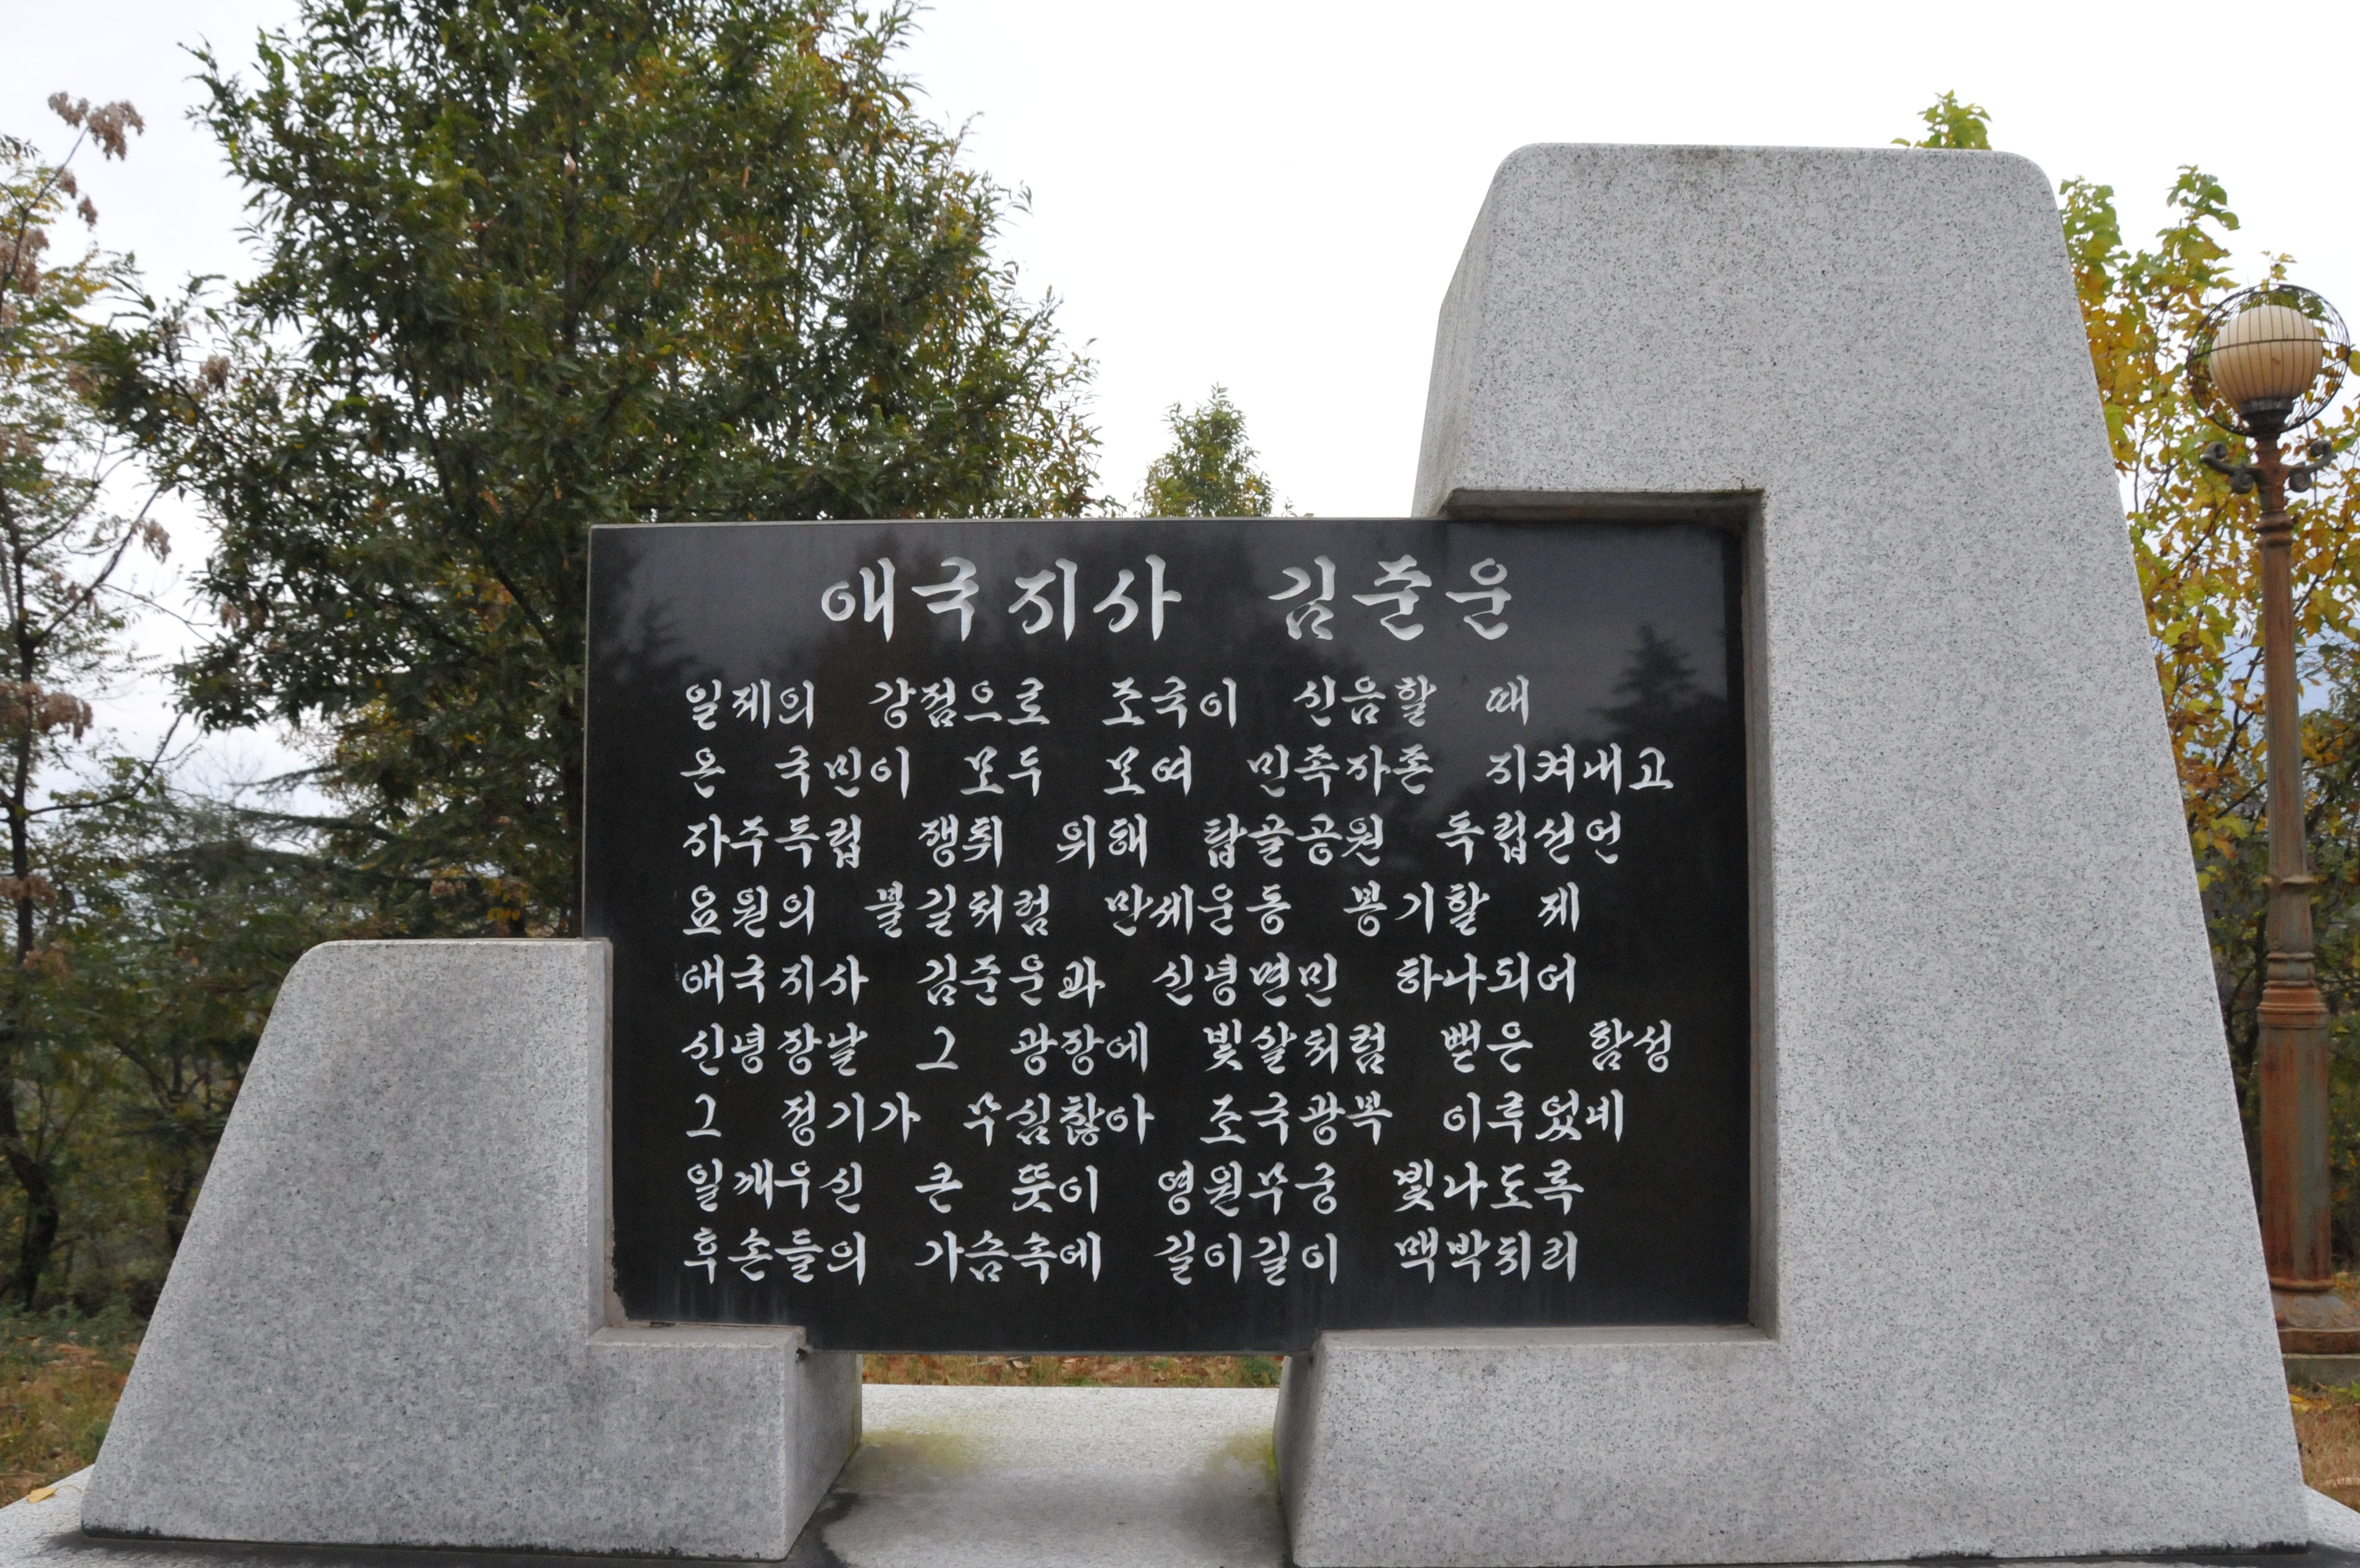 애국지사 김준운
일제의 강점으로 조국이 신음할 때
온 국민이 모두 모여 민족자존 지켜내고
자주독립 쟁취 위해 탑골공원 독립선언
요원의 불길처럼 만세운동 봉기할 제
애국지사 김준운과 신녕면민 하나되어
신녕장날 그 광장에 빛살처럼 뻗은 함성
그 정기가 무심찮아 조국광복 이루었네
일깨우신 큰 뜻이 영원무궁 빛나도록
후손들의 가슴속에 길이길이 맥박취리